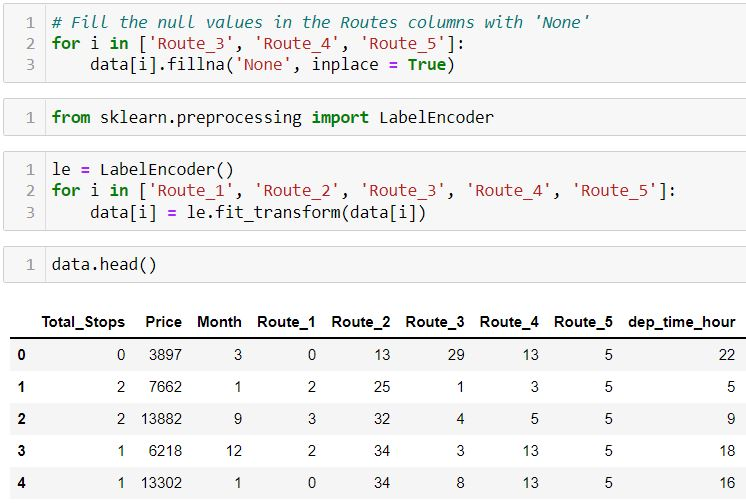 1 # Fill the null values in the Routes columns with 'None'
2 for i in ['Route_3', 'Route_4', 'Route_5']:
3     data[i].fillna('None', inplace = True)
1 from sklearn.preprocessing import LabelEncoder
1 le = LabelEncoder()
2 for i in ['Route_1', 'Route_2', 'Route_3', 'Route_4', 'Route_5']:
3     data[i] = le.fit_transform(data[i])
1 data.head()
Total_Stops Price Month Route_1 Route_2 Route_3 Route_4 Route_5 dep_time_hour
0 0 3897 3 0 13 29 13 5 22
1 2 7662 1 2 25 1 3 5 5
2 2 13882 9 3 32 4 5 5 9
3 1 6218 12 2 34 3 13 5 18
4 1 13302 1 0 34 8 13 5 16